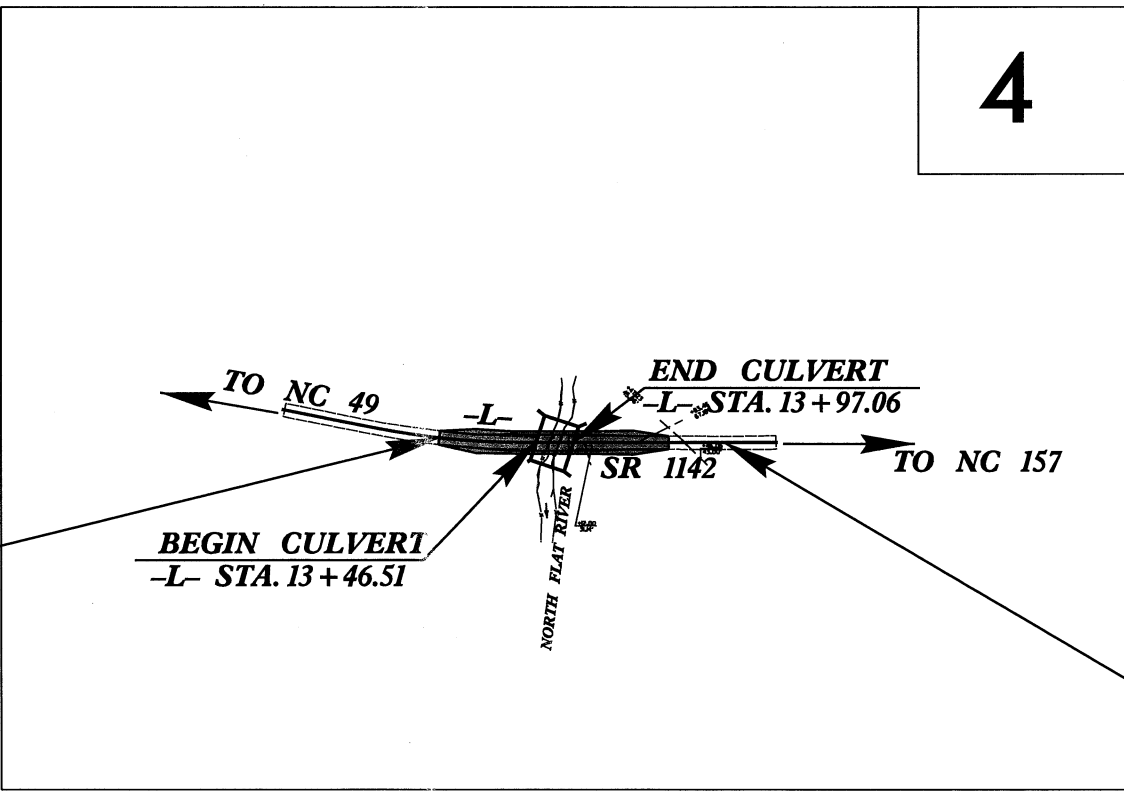 4
TO NC 49
–L–
END CULVERT
–L– STA. 13 + 97.06
SR 1142
TO NC 157
BEGIN CULVERT
–L– STA. 13 + 46.51
NORTH FLAT RIVER